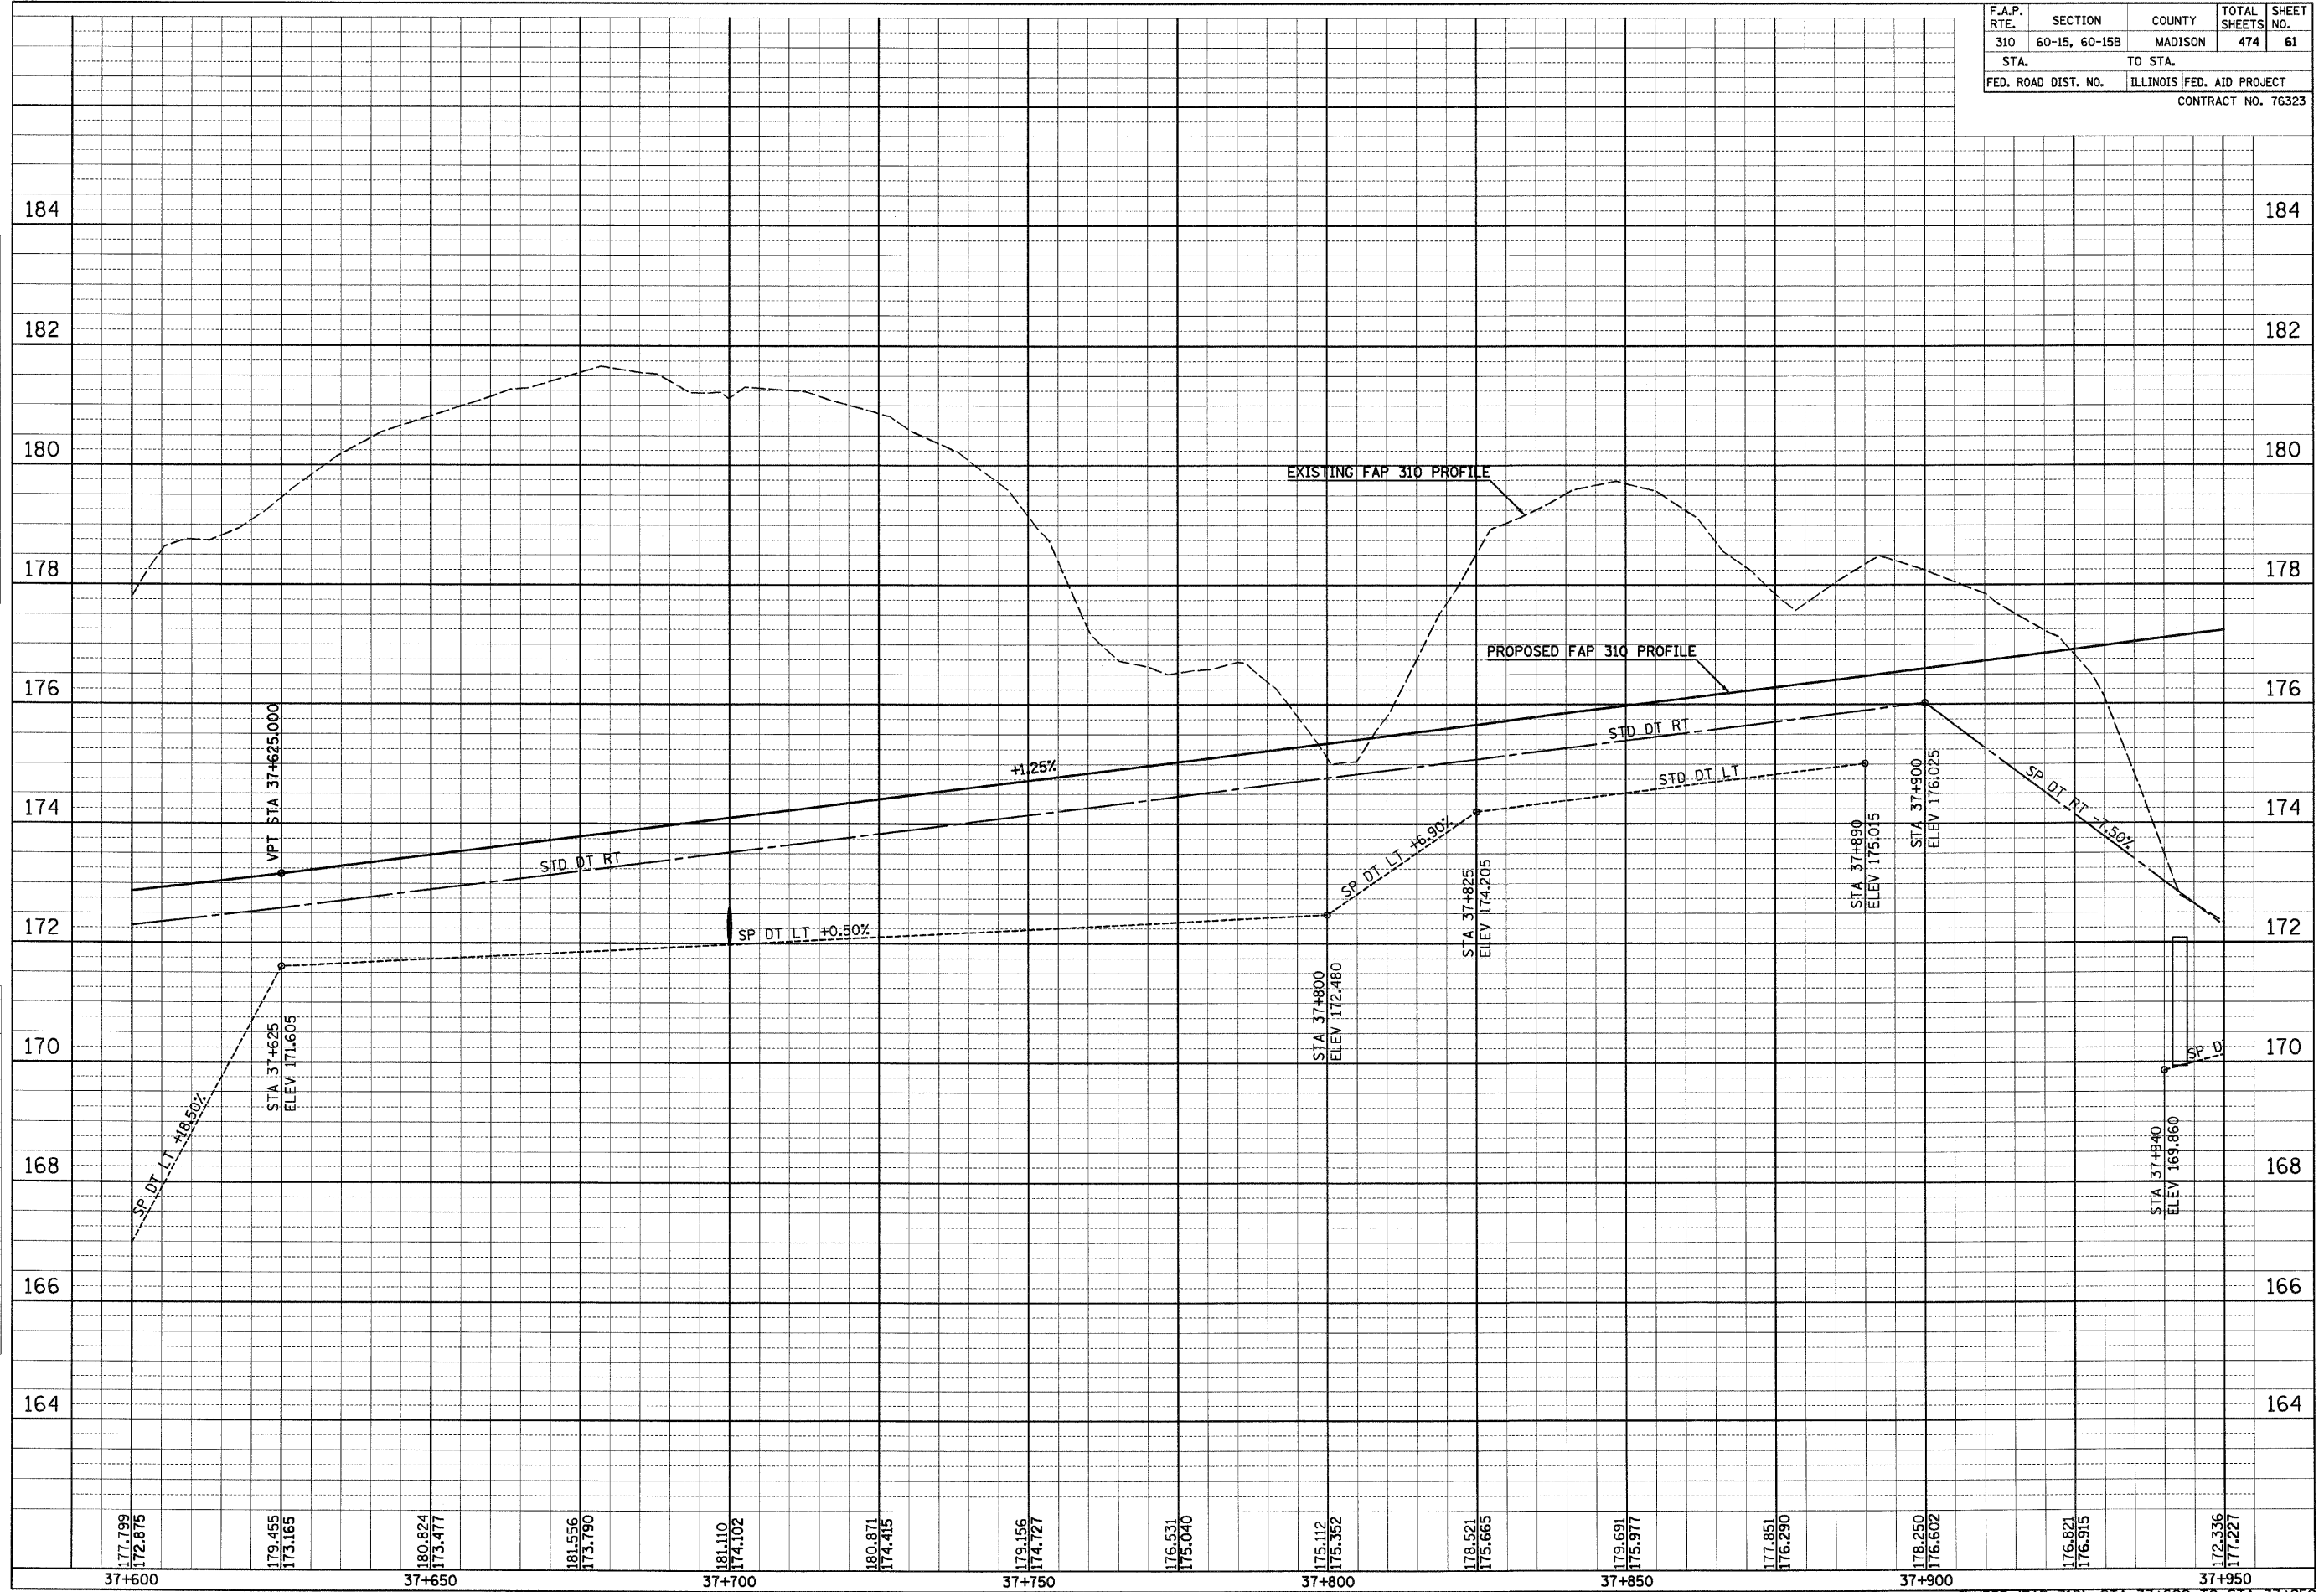 F.A.P. RTE. SECTION COUNTY TOTAL SHEETS SHEET NO.
310 60-15, 60-15B MADISON 474 61
STA. TO STA.
FED. ROAD DIST. NO. ILLINOIS FED. AID PROJECT
CONTRACT NO. 76323
184 184
182 182
180 180
EXISTING FAP 310 PROFILE
178 178
PROPOSED FAP 310 PROFILE
176 176
VPT STA 37+625.000
STD DT RT
+1.25%
STD DT LT
STA 37+900
ELEV 176.025
SP DT RT -7.50%
174 174
STD DT RT
SP DT LT +6.90%
STA 37+825
ELEV 174.205
STA 37+890
ELEV 175.015
172 172
SP DT LT +0.50%
STA 37+625
ELEV 171.605
STA 37+800
ELEV 172.480
170 170
SP D
SP DT LT +18.50%
STA 37+940
ELEV 169.860
168 168
166 166
164 164
177.799
172.875
179.455
173.165
180.824
173.477
181.556
173.790
181.110
174.102
180.871
174.415
179.156
174.727
176.531
175.040
175.112
175.352
178.521
175.665
179.691
175.977
177.851
176.290
178.250
176.602
176.821
176.915
172.336
177.227
37+600 37+650 37+700 37+750 37+800 37+850 37+900 37+950